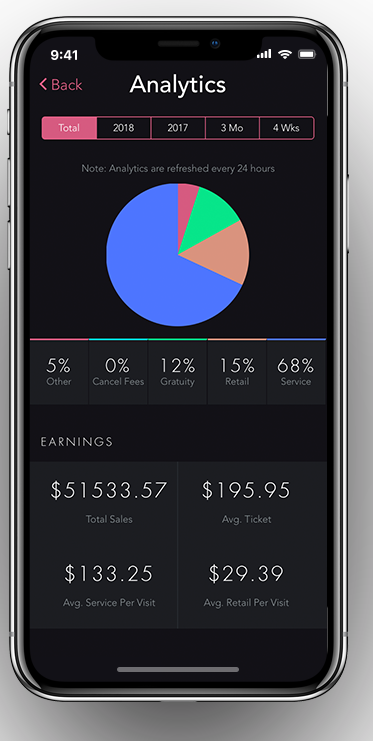 9:41
Back
Analytics
Total 2018 2017 3 Mo 4 Wks
Note: Analytics are refreshed every 24 hours
5% 0% 12% 15% 68%
Other Cancel Fees Gratuity Retail Service
EARNINGS
$51533.57 $195.95
Total Sales Avg. Ticket
$133.25 $29.39
Avg. Service Per Visit Avg. Retail Per Visit